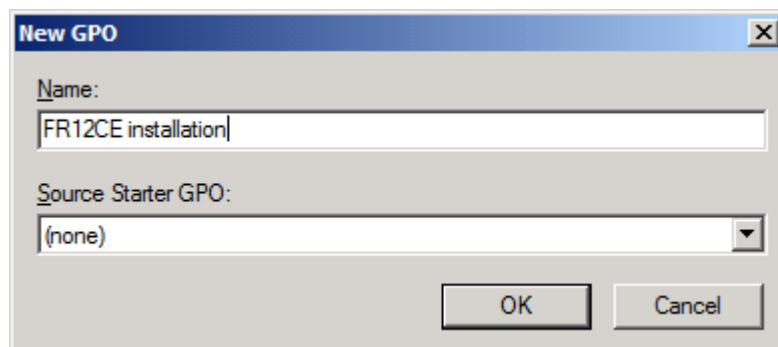 New GPO
Name:
FR12CE installation
Source Starter GPO:
(none)
OK Cancel